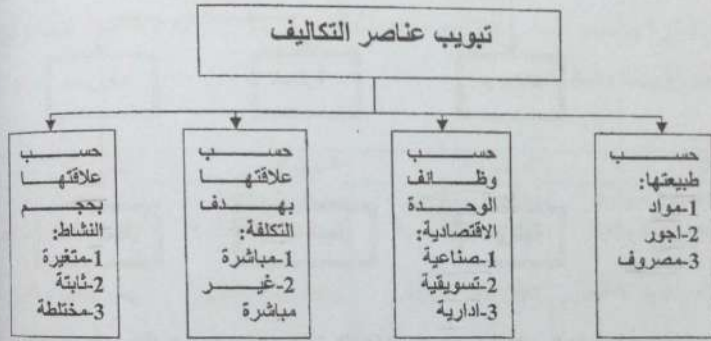 تبويب عناصر التكاليف
حسب
طبيعتها:
1-مواد
2-اجور
3-مصروف
حسب
وظائف
الوحدة
الاقتصادية:
1-صناعية
2-تسويقية
3-ادارية
حسب
علاقتها
بهدف
التكلفة:
1-مباشرة
2-غير
مباشرة
حسب
علاقتها
بحجم
النشاط:
1-متغيرة
2-ثابتة
3-مختلطة